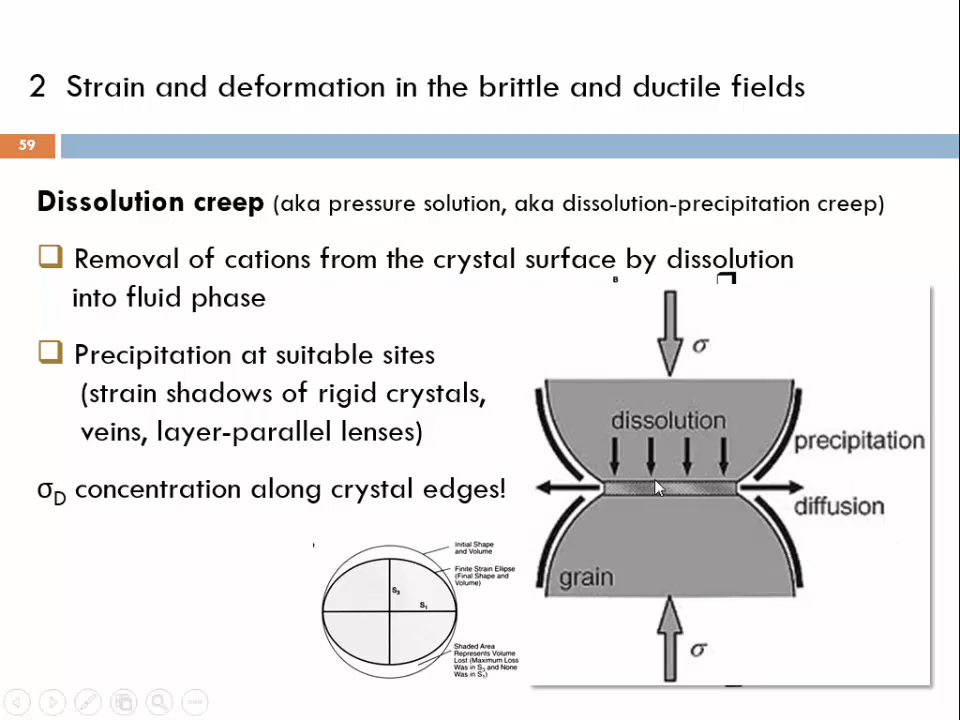 2 Strain and deformation in the brittle and ductile fields
59
Dissolution creep (aka pressure solution, aka dissolution-precipitation creep)
Removal of cations from the crystal surface by dissolution
into fluid phase
B
Precipitation at suitable sites
(strain shadows of rigid crystals,
veins, layer-parallel lenses)
σD concentration along crystal edges!
σ
dissolution
precipitation
diffusion
grain
σ
Initial Shape
and Volume
Finite Strain Ellipse
(Final Shape and
Volume)
S3
S1
Shaded Area
Represents Volume
Lost (Maximum Loss
Was in S3 and None
Was in S1)